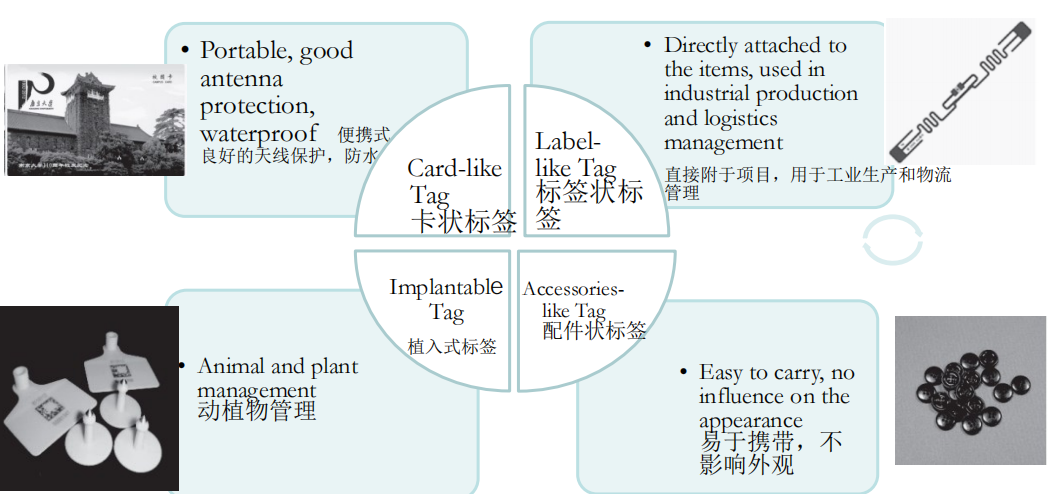 • Portable, good
antenna
protection,
waterproof 便携式
良好的天线保护，防水
Card-like
Tag
卡状标签
• Directly attached to
the items, used in
industrial production
and logistics
management
直接附于项目，用于工业生产和物流
管理
Label-
like Tag
标签状标
签
Implantable
Tag
植入式标签
• Animal and plant
management
动植物管理
Accessories-
like Tag
配件状标签
• Easy to carry, no
influence on the
appearance
易于携带，不
影响外观